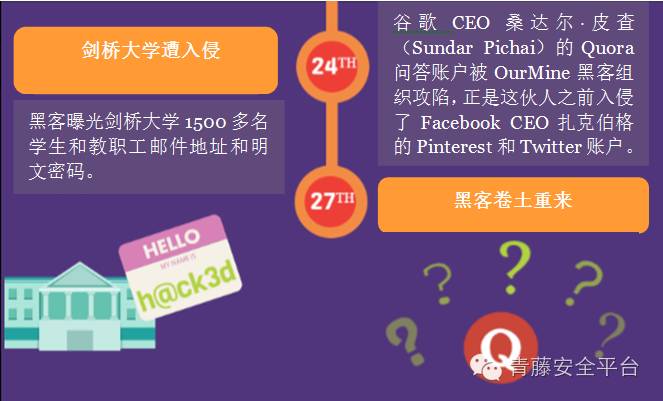 剑桥大学遭入侵
24TH
黑客曝光剑桥大学 1500 多名
学生和教职工邮件地址和明
文密码。
谷歌 CEO 桑达尔·皮查
（Sundar Pichai）的 Quora
问答账户被 OurMine 黑客组
织攻陷，正是这伙人之前入侵
了 Facebook CEO 扎克伯格
的 Pinterest 和 Twitter 账户。
27TH
黑客卷土重来
HELLO
MY NAME IS
h@ck3d
? ? ? ? ?
Q
青藤安全平台